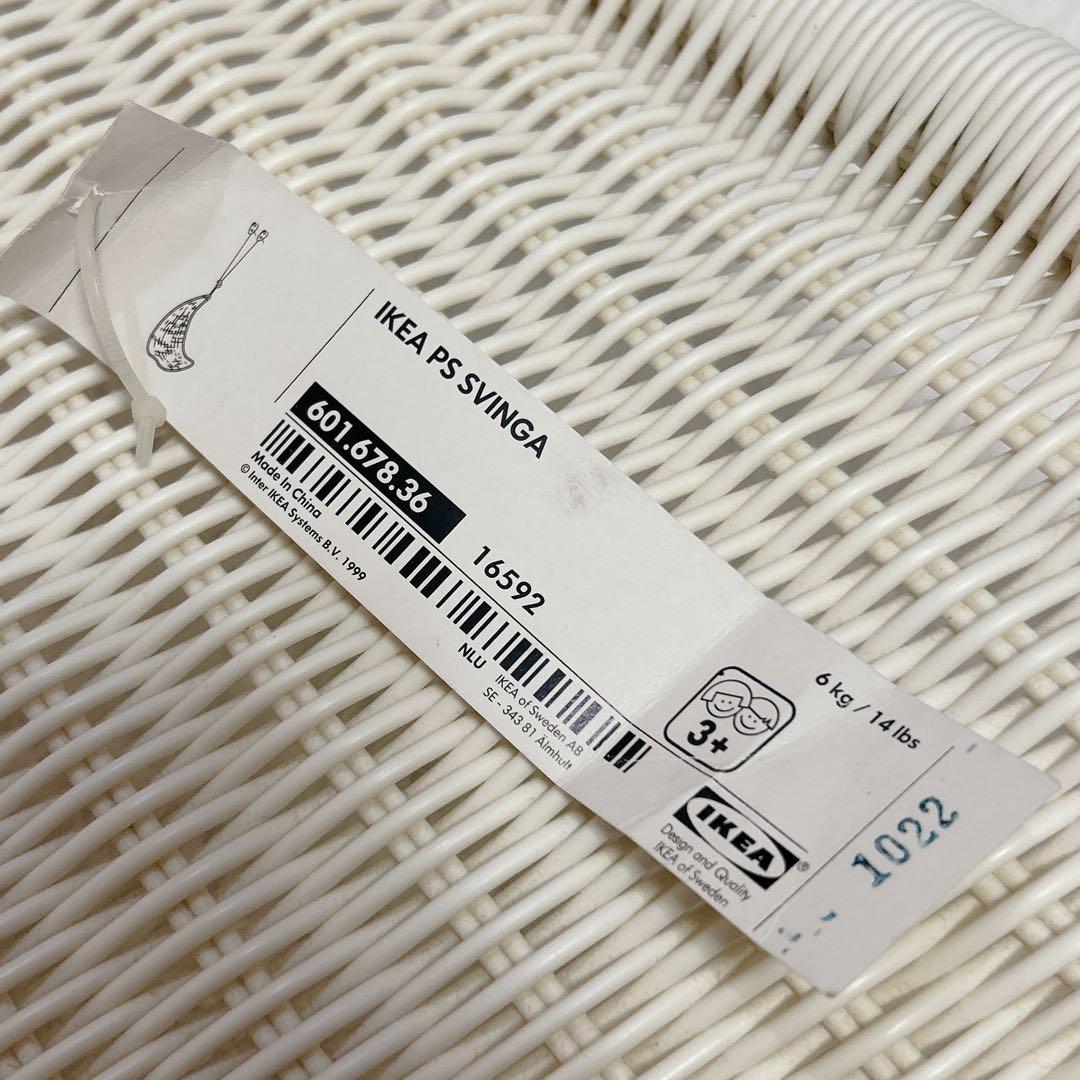 IKEA PS SVINGA
601.678.36
16592
Made In China
© Inter IKEA Systems B.V. 1999
NLU
IKEA of Sweden AB
SE - 343 81 Älmhult
3+
6 kg / 14 lbs
IKEA®
Design and Quality
IKEA of Sweden
1022